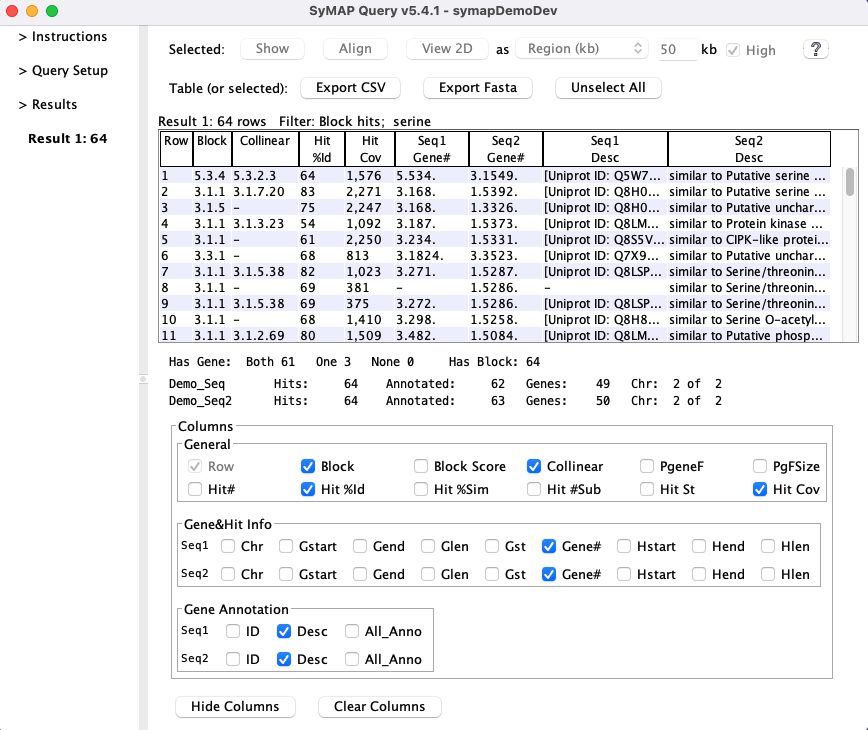 SyMAP Query v5.4.1 - symapDemoDev
> Instructions
> Query Setup
> Results
Result 1: 64
Selected: Show Align View 2D as Region (kb) 50 kb High ?
Table (or selected): Export CSV Export Fasta Unselect All
Result 1: 64 rows Filter: Block hits; serine
Row Block Collinear Hit Hit Seq1 Seq2 Seq1 Seq2
%Id Cov Gene# Gene# Desc Desc
1 5.3.4 5.3.2.3 64 1,576 5.534. 3.1549. [Uniprot ID: Q5W7... similar to Putative serine ...
2 3.1.1 3.1.7.20 83 2,271 3.168. 1.5392. [Uniprot ID: Q8H0... similar to Putative serine ...
3 3.1.5 - 75 2,247 3.168. 1.3326. [Uniprot ID: Q8H0... similar to Putative unchar...
4 3.1.1 3.1.3.23 54 1,092 3.187. 1.5373. [Uniprot ID: Q8LM... similar to Protein kinase ...
5 3.1.1 - 61 2,250 3.234. 1.5331. [Uniprot ID: Q8S5V... similar to CIPK-like protei...
6 3.3.1 - 68 813 3.1824. 3.3523. [Uniprot ID: Q7X9... similar to Putative unchar...
7 3.1.1 3.1.5.38 82 1,023 3.271. 1.5287. [Uniprot ID: Q8LSP... similar to Serine/threonin...
8 3.1.1 - 69 381 - 1.5286. - similar to Serine/threonin...
9 3.1.1 3.1.5.38 69 375 3.272. 1.5286. [Uniprot ID: Q8LSP... similar to Serine/threonin...
10 3.1.1 - 68 1,410 3.298. 1.5258. [Uniprot ID: Q8H8... similar to Serine O-acetyl...
11 3.1.1 3.1.2.69 80 1,509 3.482. 1.5084. [Uniprot ID: Q8LM... similar to Putative phosp...
Has Gene: Both 61 One 3 None 0 Has Block: 64
Demo_Seq Hits: 64 Annotated: 62 Genes: 49 Chr: 2 of 2
Demo_Seq2 Hits: 64 Annotated: 63 Genes: 50 Chr: 2 of 2
Columns
General
Row Block Block Score Collinear PgeneF PgFSize
Hit# Hit %Id Hit %Sim Hit #Sub Hit St Hit Cov
Gene&Hit Info
Seq1 Chr Gstart Gend Glen Gst Gene# Hstart Hend Hlen
Seq2 Chr Gstart Gend Glen Gst Gene# Hstart Hend Hlen
Gene Annotation
Seq1 ID Desc All_Anno
Seq2 ID Desc All_Anno
Hide Columns Clear Columns